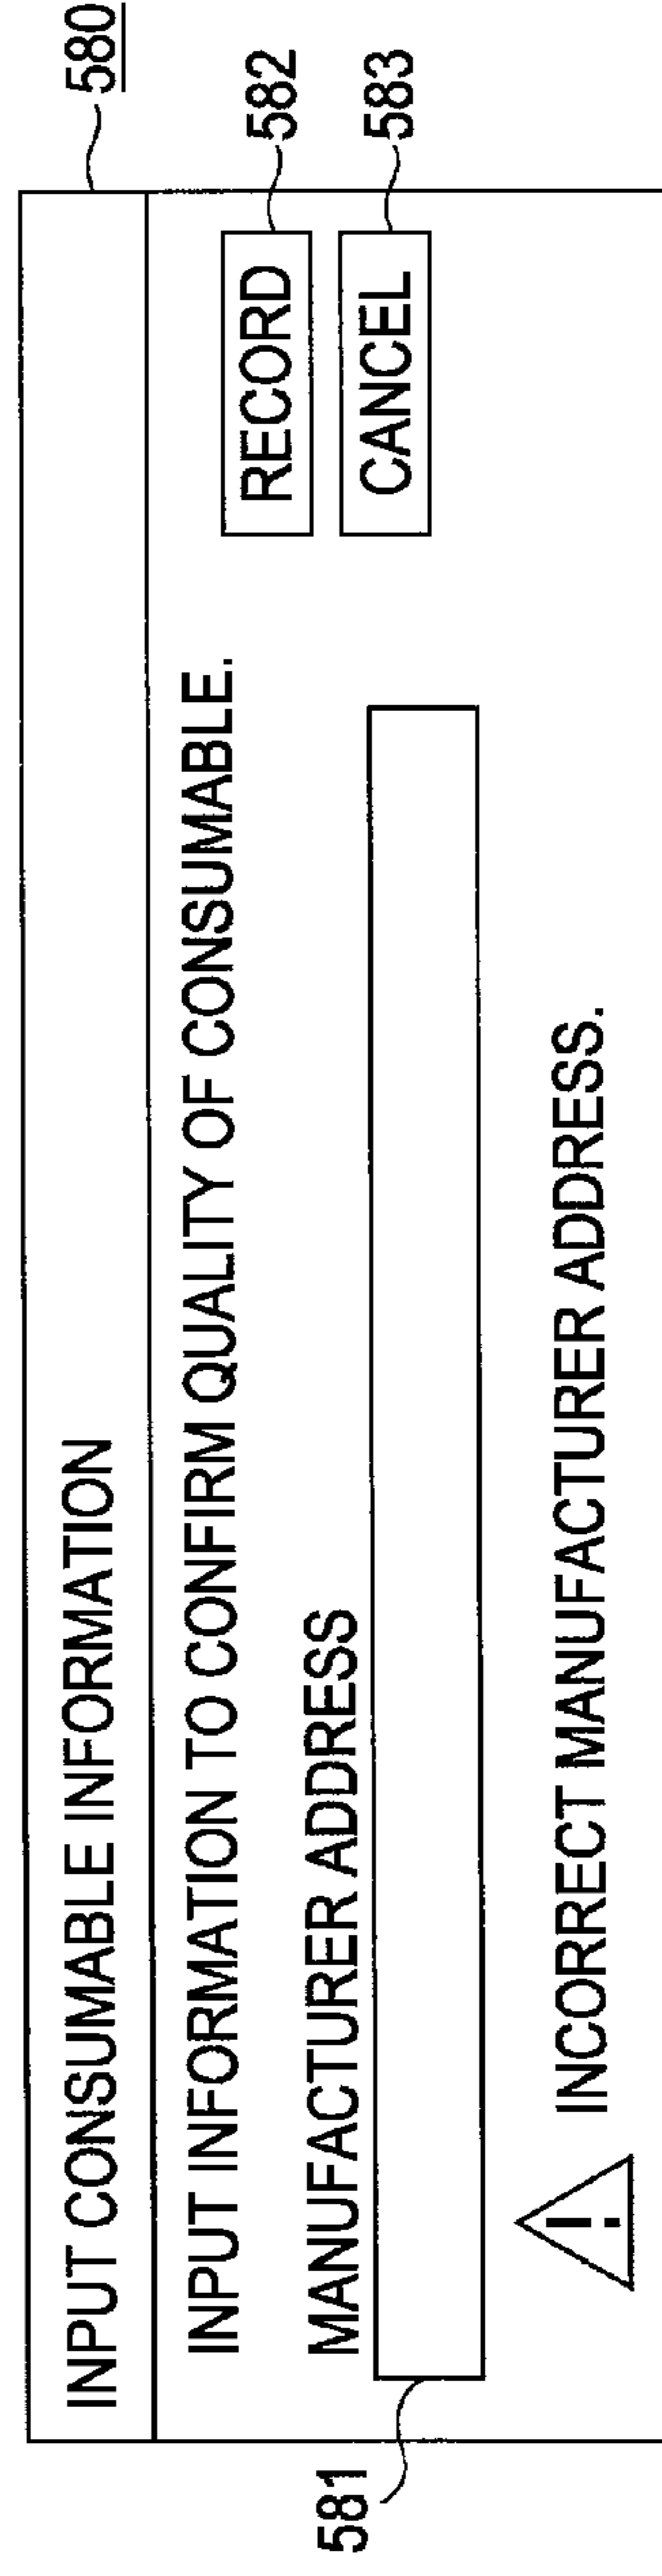 580
INPUT CONSUMABLE INFORMATION
INPUT INFORMATION TO CONFIRM QUALITY OF CONSUMABLE.
RECORD
582
MANUFACTURER ADDRESS
CANCEL
583
581
! INCORRECT MANUFACTURER ADDRESS.